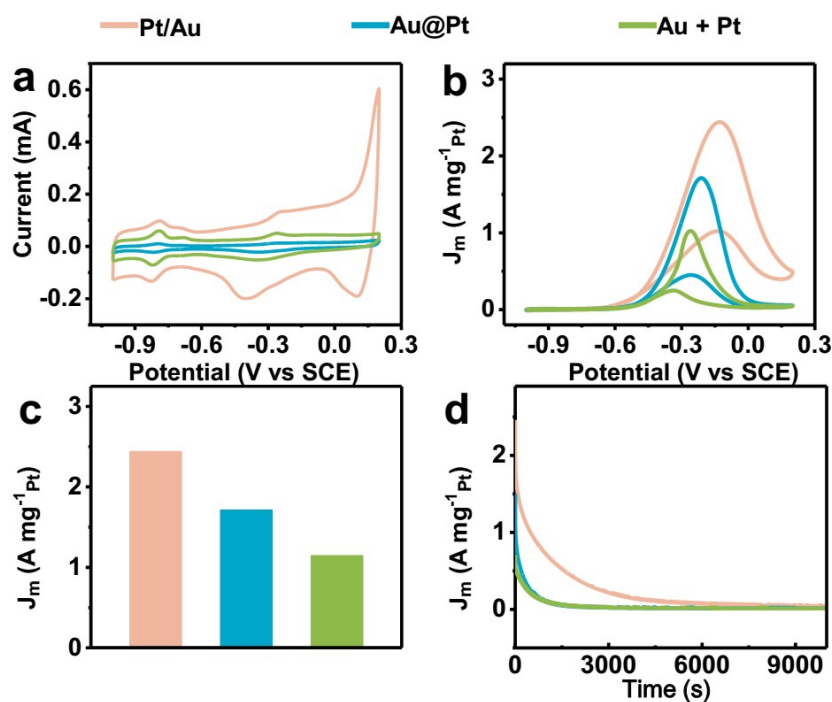 Pt/Au Au@Pt Au + Pt
a
Current (mA)
0.6
0.4
0.2
0.0
-0.2
-0.9 -0.6 -0.3 0.0 0.3
Potential (V vs SCE)
b
Jm (A mg-1Pt)
3
2
1
0
-0.9 -0.6 -0.3 0.0 0.3
Potential (V vs SCE)
c
Jm (A mg-1Pt)
3
2
1
0
d
Jm (A mg-1Pt)
2
1
0
0 3000 6000 9000
Time (s)